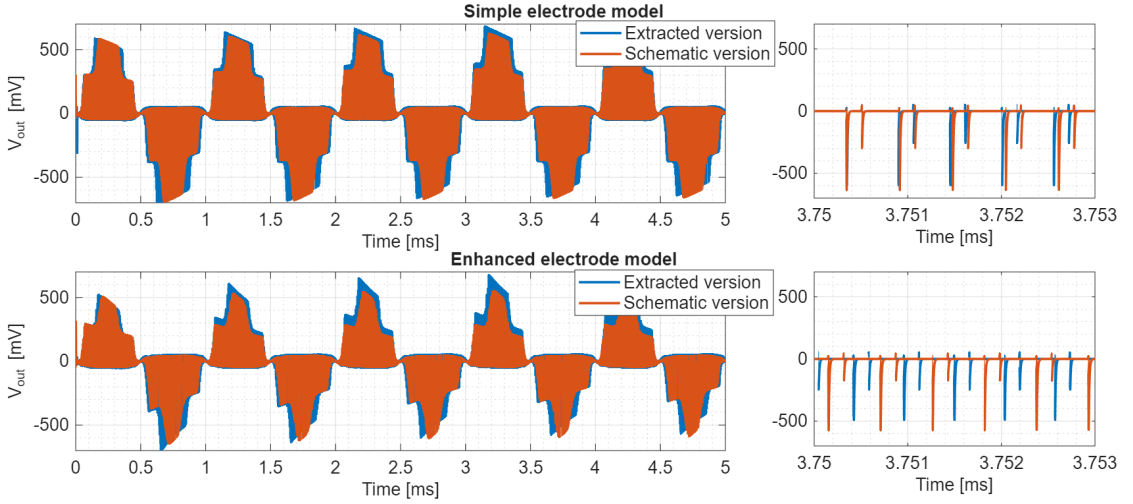 Simple electrode model
500
0
-500
V_out [mV]
Extracted version
Schematic version
0 0.5 1 1.5 2 2.5 3 3.5 4 4.5 5
Time [ms]
500
0
-500
3.75 3.751 3.752 3.753
Time [ms]
Enhanced electrode model
500
0
-500
V_out [mV]
Extracted version
Schematic version
0 0.5 1 1.5 2 2.5 3 3.5 4 4.5 5
Time [ms]
500
0
-500
3.75 3.751 3.752 3.753
Time [ms]